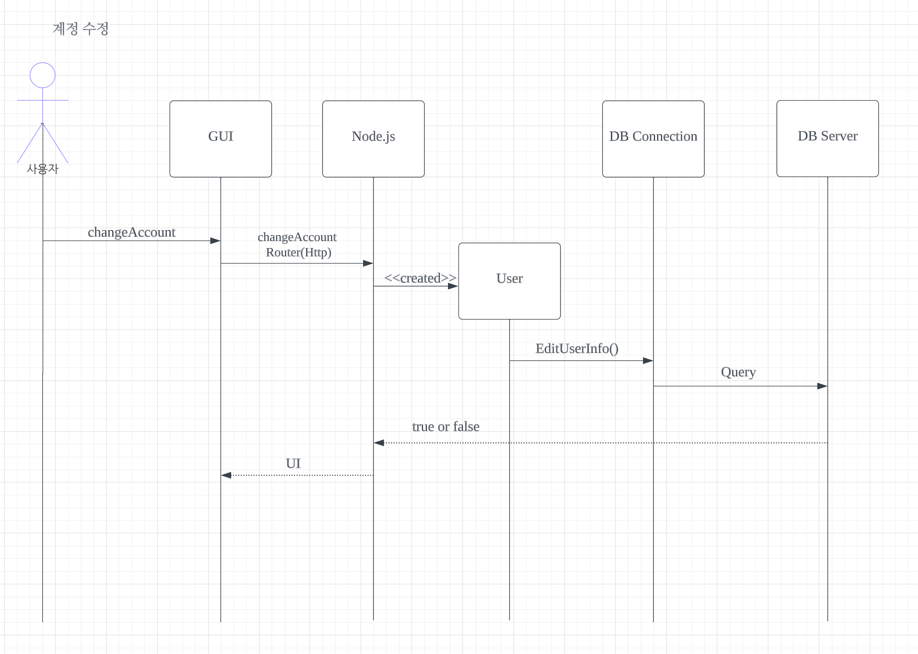 계정 수정
GUI
Node.js
DB Connection
DB Server
사용자
changeAccount
changeAccount
Router(Http)
<<created>>
User
EditUserInfo()
Query
true or false
UI